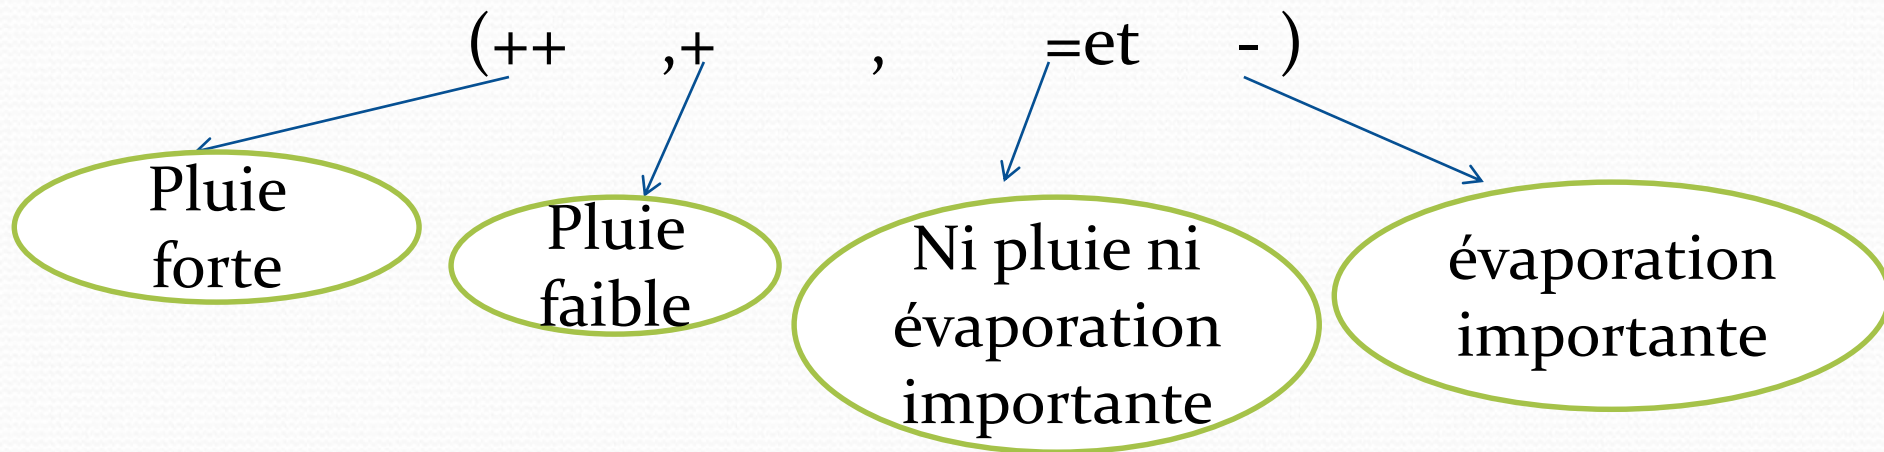 (++ ,+ , =et - )
Pluie
forte
Pluie
faible
Ni pluie ni
évaporation
importante
évaporation
importante